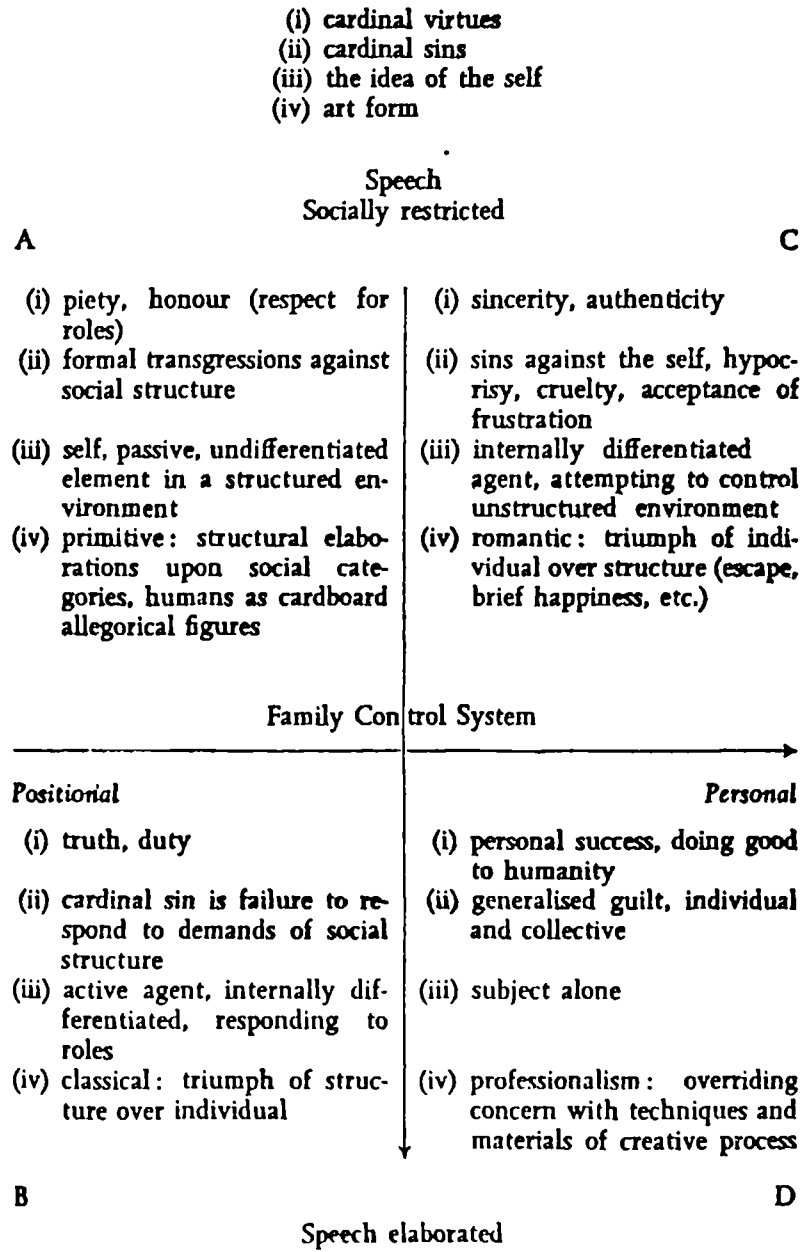 (i) cardinal virtues
(ii) cardinal sins
(iii) the idea of the self
(iv) art form
Speech
Socially restricted
A
(i) piety, honour (respect for
roles)
(ii) formal transgressions against
social structure
(iii) self, passive, undifferentiated
element in a structured en-
vironment
(iv) primitive: structural elabo-
rations upon social cate-
gories, humans as cardboard
allegorical figures
C
(i) sincerity, authenticity
(ii) sins against the self, hypoc-
risy, cruelty, acceptance of
frustration
(iii) internally differentiated
agent, attempting to control
unstructured environment
(iv) romantic: triumph of indi-
vidual over structure (escape,
brief happiness, etc.)
Family Control System
Positional
Personal
(i) truth, duty
(ii) cardinal sin is failure to re-
spond to demands of social
structure
(iii) active agent, internally dif-
ferentiated, responding to
roles
(iv) classical: triumph of struc-
ture over individual
B
(i) personal success, doing good
to humanity
(ii) generalised guilt, individual
and collective
(iii) subject alone
(iv) professionalism: overriding
concern with techniques and
materials of creative process
D
Speech elaborated